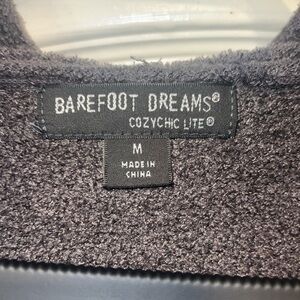 BAREFOOT DREAMS®
COZYCHIC LITE®
M
MADE IN
CHINA